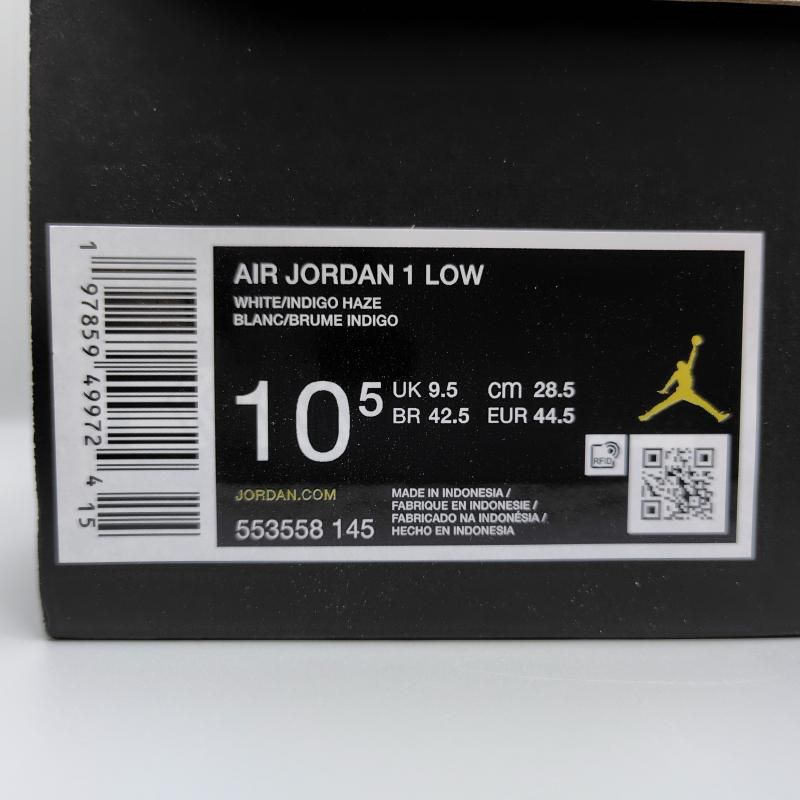 1 97859 49972 4 15
AIR JORDAN 1 LOW
WHITE/INDIGO HAZE
BLANC/BRUME INDIGO
10 5
UK 9.5 cm 28.5
BR 42.5 EUR 44.5
RFID
JORDAN.COM
553558 145
MADE IN INDONESIA /
FABRIQUE EN INDONESIE /
FABRICADO NA INDONÉSIA /
HECHO EN INDONESIA